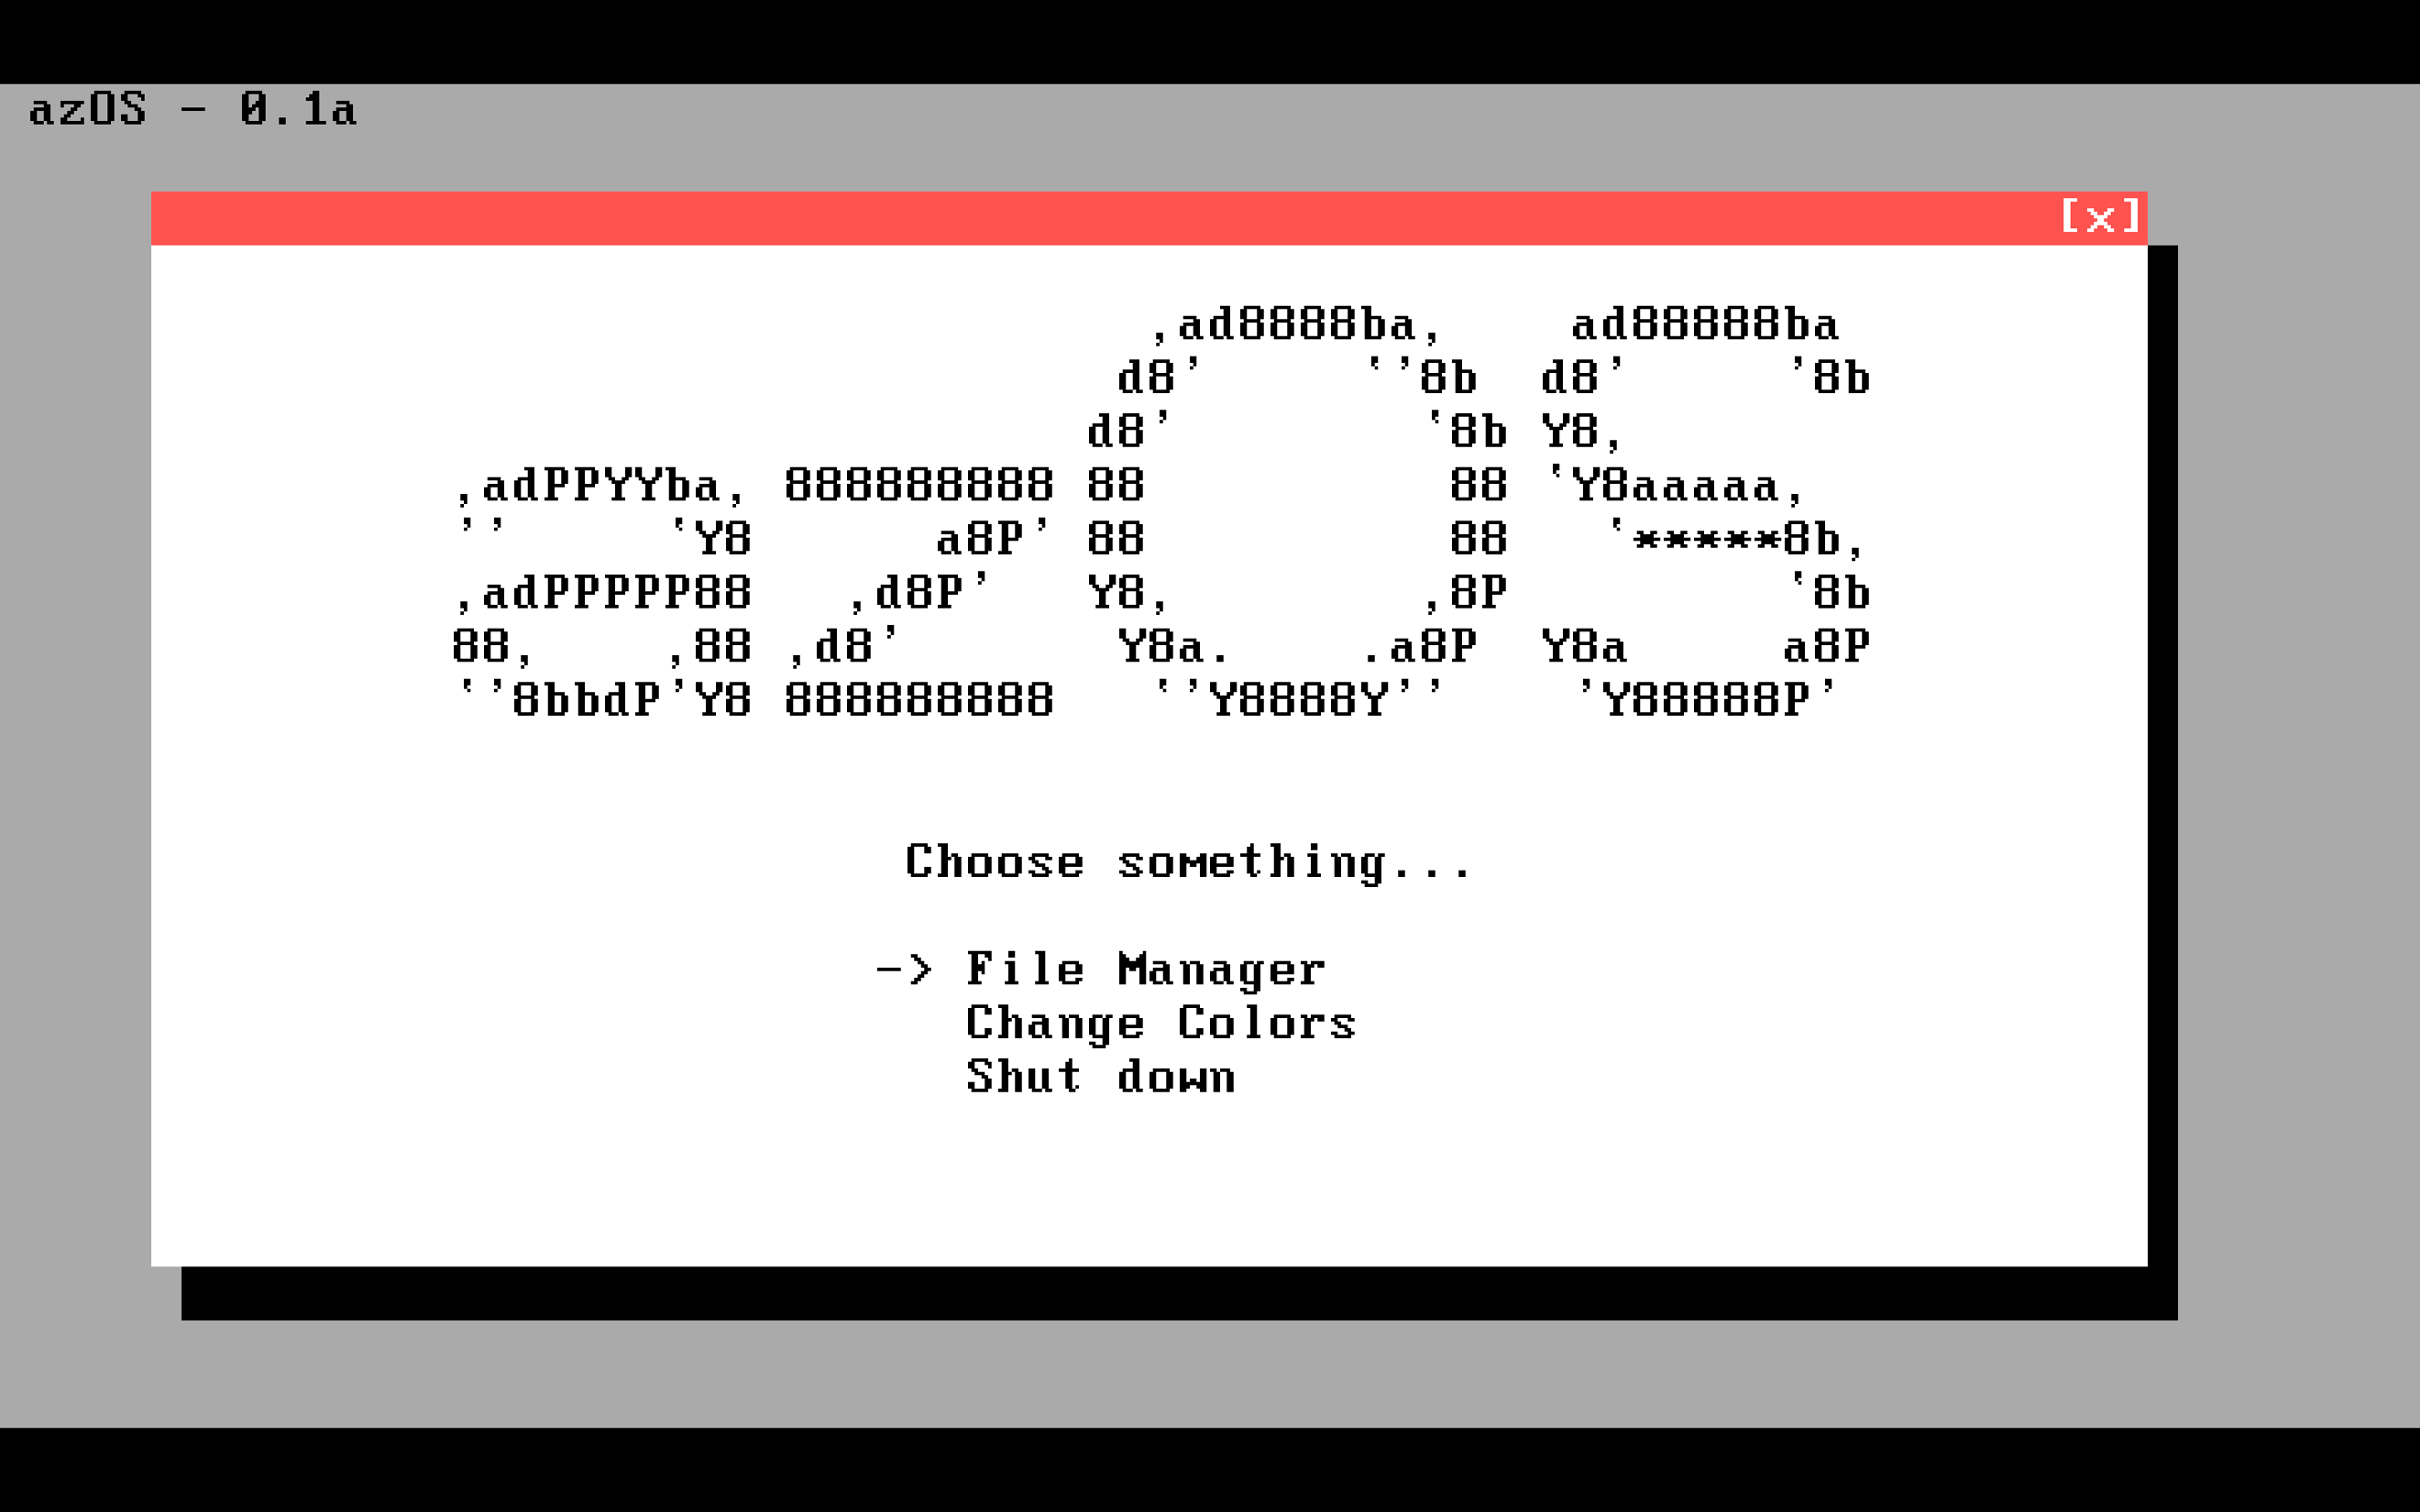 azOS - 0.1a
[x]
                       ,ad8888ba,    ad88888ba
                      d8'     `'8b  d8'     '8b
                     d8'        `8b Y8,
,adPPYYba, 888888888 88          88 `Y8aaaaa,
''     `Y8      a8P' 88          88   `*****8b,
,adPPPPP88   ,d8P'   Y8,        ,8P         `8b
88,    ,88 ,d8'       Y8a.    .a8P  Y8a     a8P
`'8bbdP'Y8 888888888   `'Y8888Y''    'Y88888P'
Choose something...
-> File Manager
Change Colors
Shut down